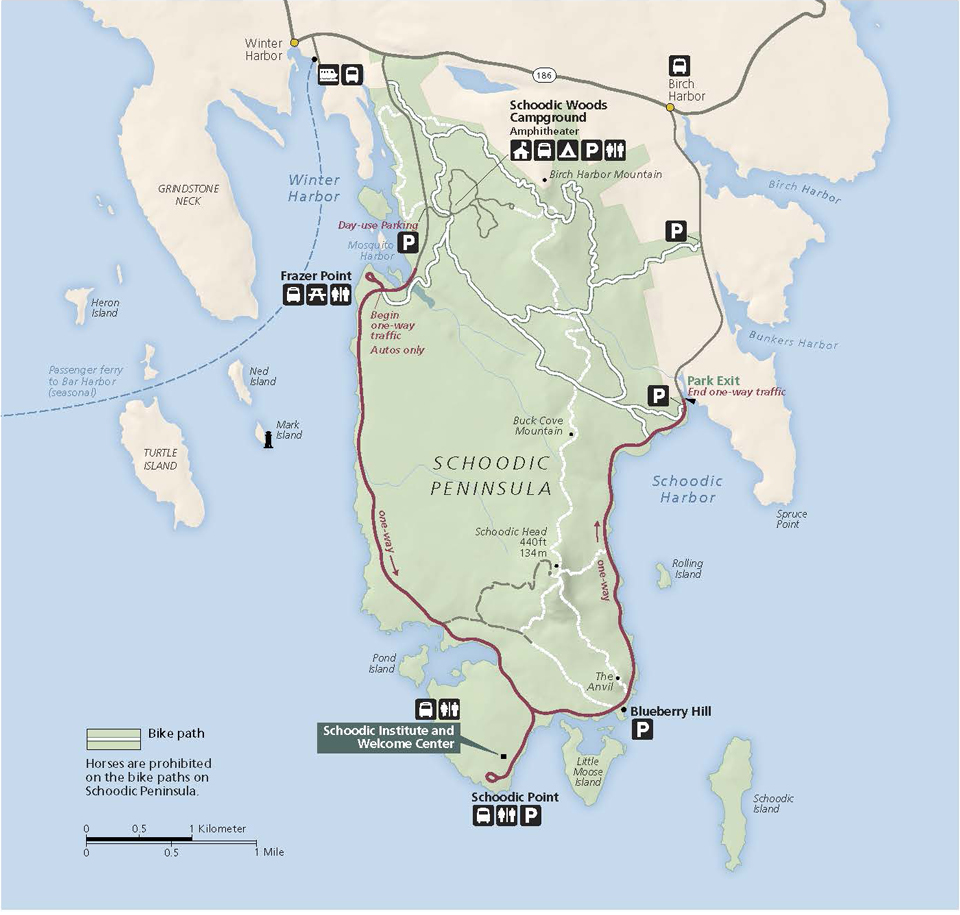 Winter
Harbor
186
Birch
Harbor
Schoodic Woods
Campground
Amphitheater
P
Birch Harbor Mountain
GRINDSTONE
NECK
Winter
Harbor
Birch Harbor
Day-use Parking
P
P
Mosquito
Harbor
Frazer Point
Heron
Island
Begin
one-way
traffic
Autos only
Bunkers Harbor
Passenger ferry
to Bar Harbor
(seasonal)
Ned
Island
Park Exit
End one-way traffic
P
Mark
Island
Buck Cove
Mountain
TURTLE
ISLAND
SCHOODIC
PENINSULA
Schoodic
Harbor
Spruce
Point
one-way
Schoodic Head
440ft
134m
one-way
Rolling
Island
Pond
Island
The
Anvil
Blueberry Hill
P
Schoodic Institute and
Welcome Center
Bike path
Horses are prohibited
on the bike paths on
Schoodic Peninsula.
Little
Moose
Island
Schoodic Point
P
Schoodic
Island
0 0.5 1 Kilometer
0 0.5 1 Mile